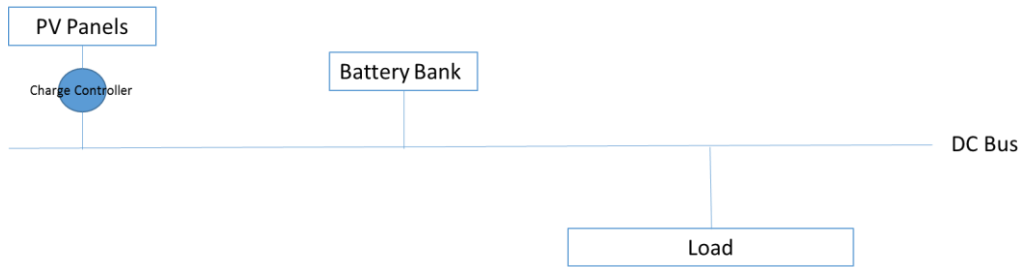 PV Panels
Charge Controller
Battery Bank
DC Bus
Load